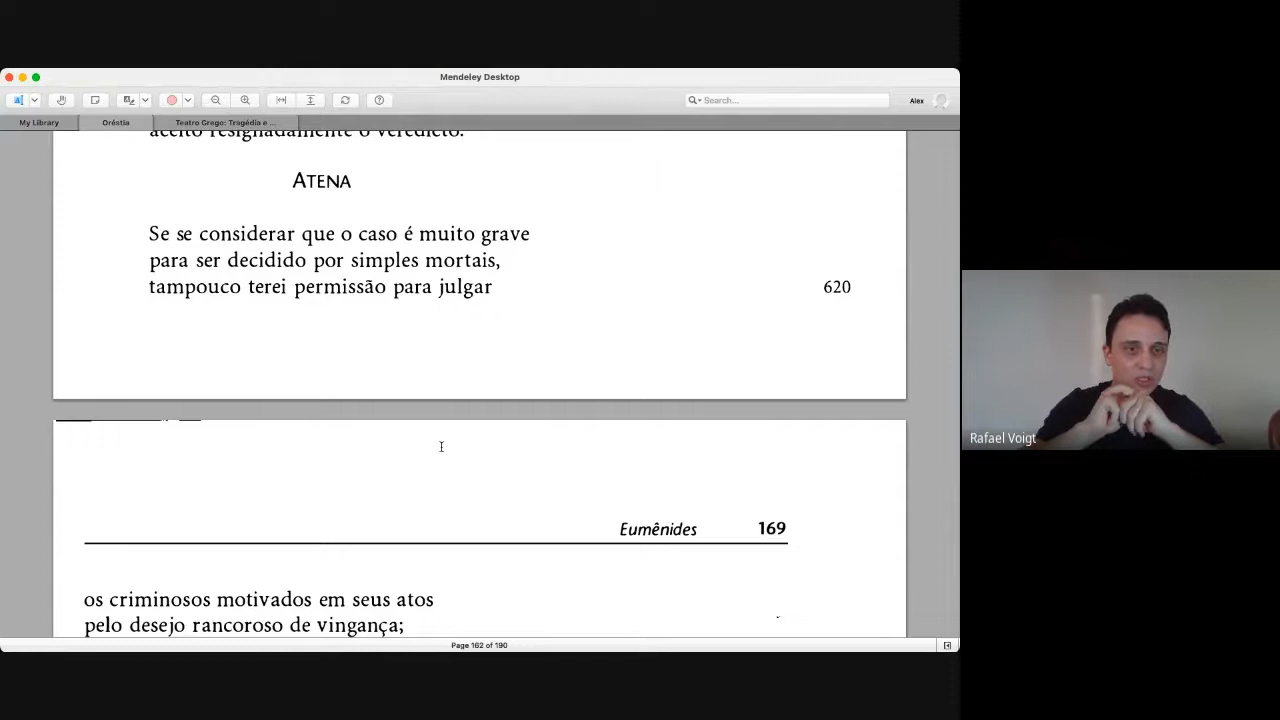 Mendeley Desktop
Search...
Alex
My Library
Oréstia
Teatro Grego: Tragédia e ...
aceito resignadamente o veredicto.
ATENA
Se se considerar que o caso é muito grave
para ser decidido por simples mortais,
tampouco terei permissão para julgar
620
Eumênides 169
os criminosos motivados em seus atos
pelo desejo rancoroso de vingança;
Page 162 of 190
Rafael Voigt